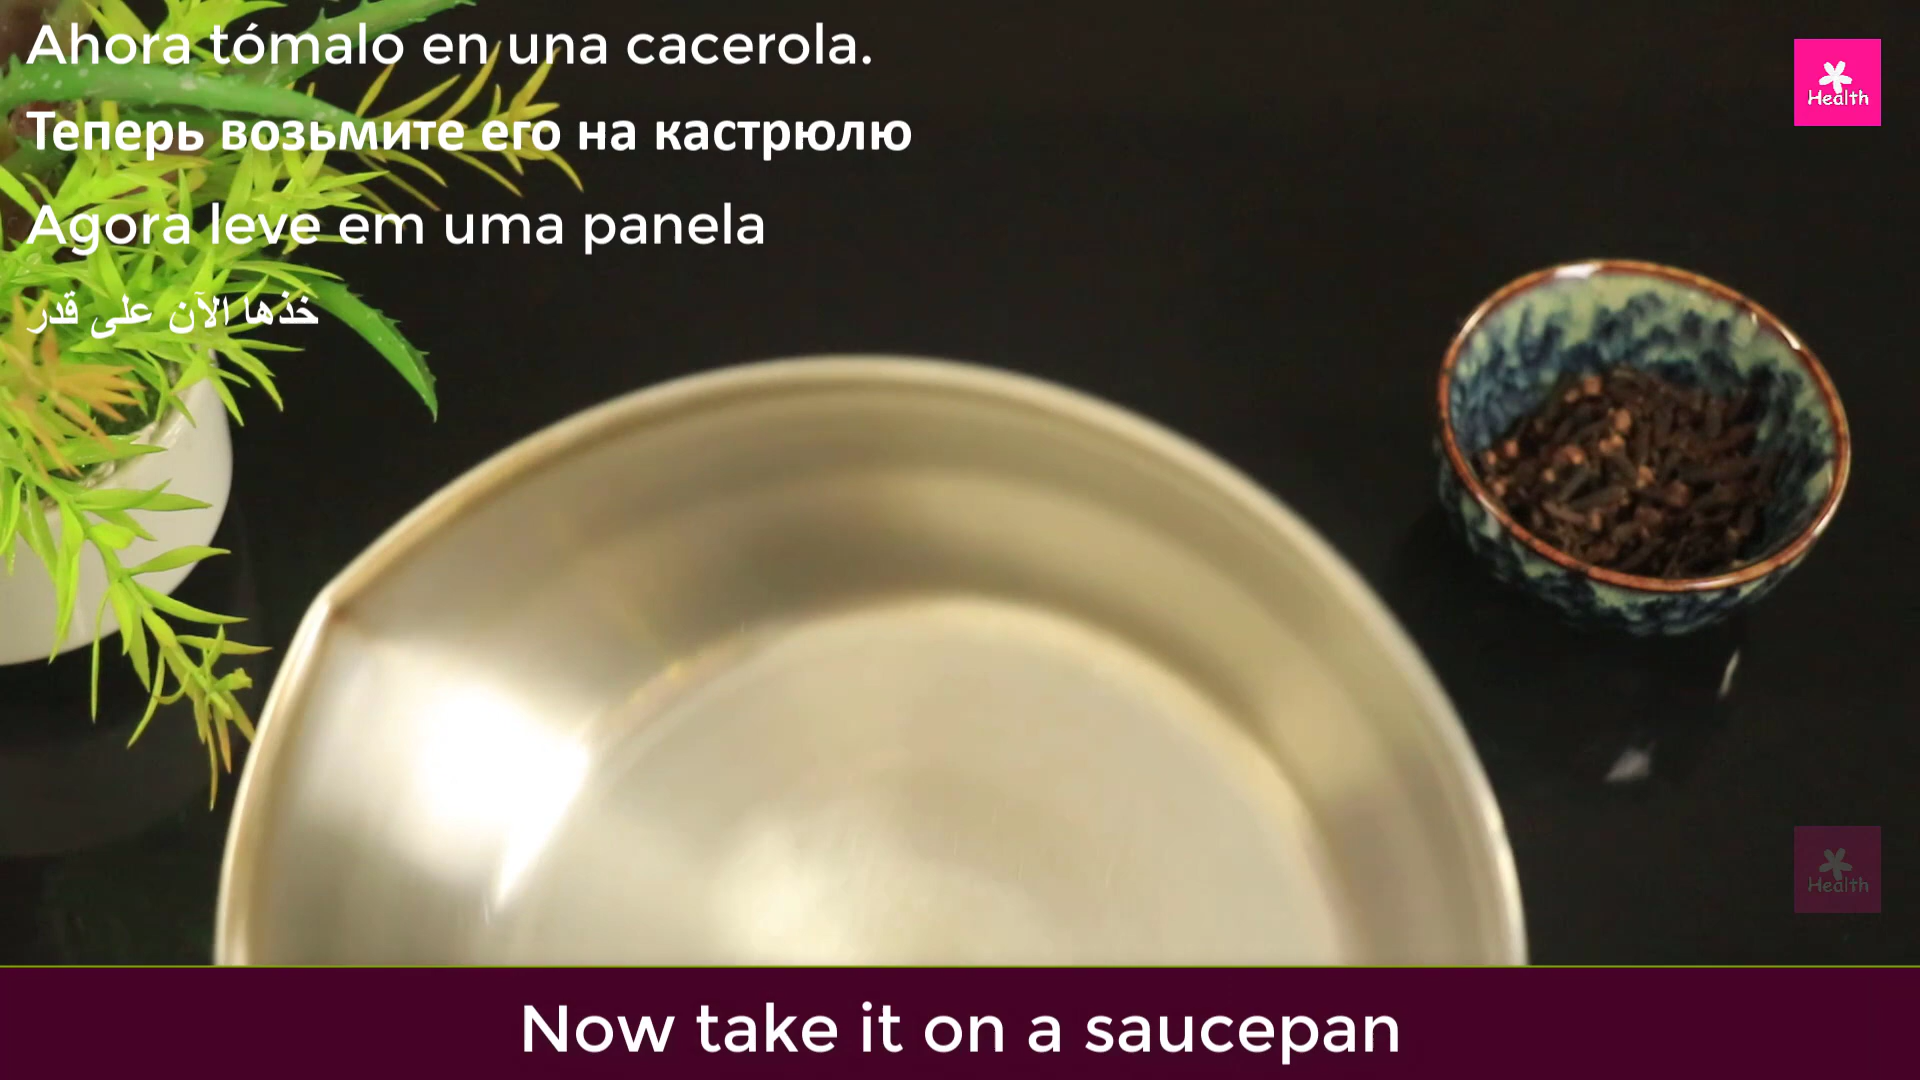 Ahora tómalo en una cacerola.
Теперь возьмите его на кастрюлю
Agora leve em uma panela
خذها الآن على قدر
Health
Health
Now take it on a saucepan